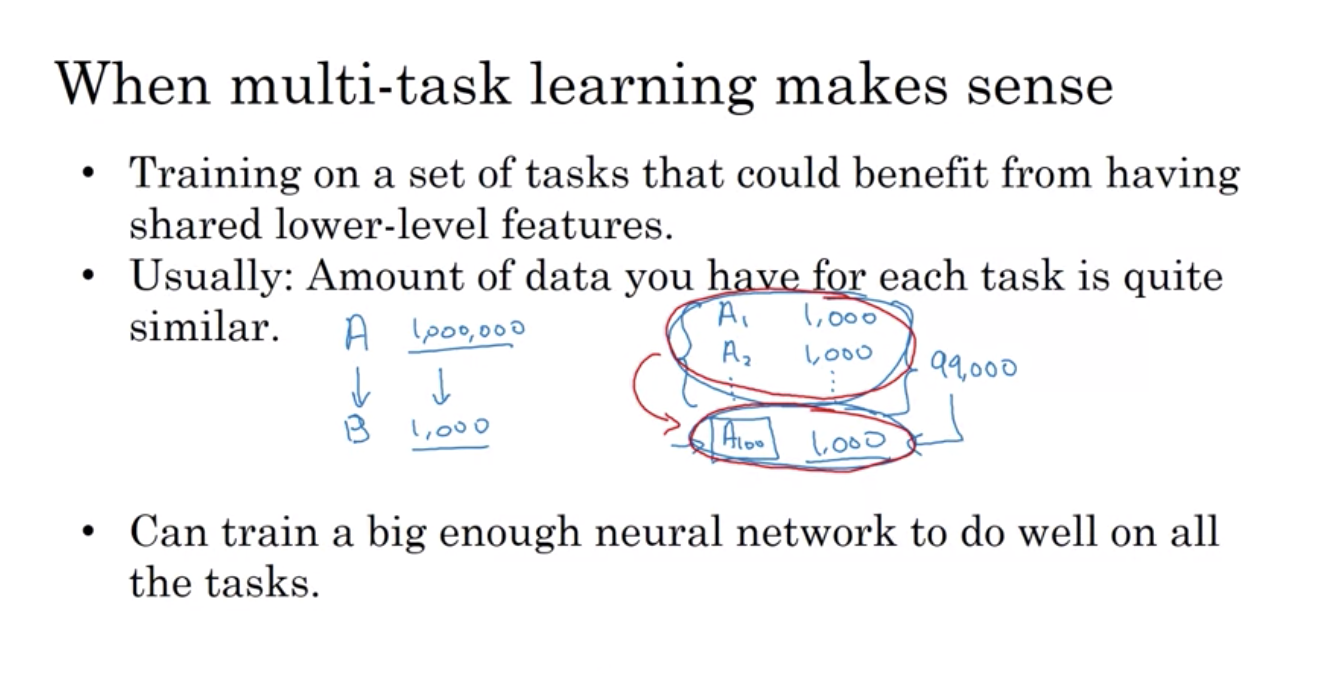 When multi-task learning makes sense
• Training on a set of tasks that could benefit from having
shared lower-level features.
• Usually: Amount of data you have for each task is quite
similar.
A 1,000,000
B 1,000
A₁ 1,000
A₂ 1,000
99,000
A₁₀₀ 1,000
• Can train a big enough neural network to do well on all
the tasks.